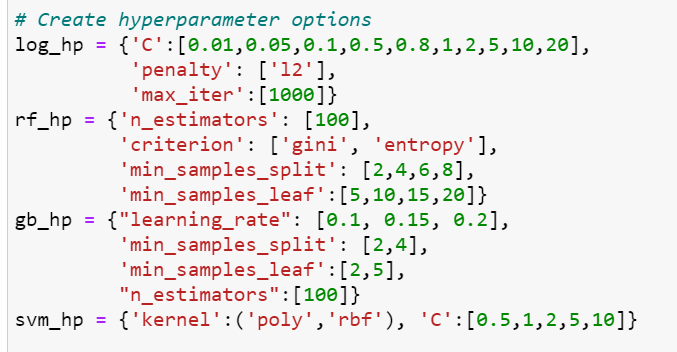 # Create hyperparameter options
log_hp = {'C':[0.01,0.05,0.1,0.5,0.8,1,2,5,10,20],
          'penalty': ['l2'],
          'max_iter':[1000]}
rf_hp = {'n_estimators': [100],
         'criterion': ['gini', 'entropy'],
         'min_samples_split': [2,4,6,8],
         'min_samples_leaf':[5,10,15,20]}
gb_hp = {"learning_rate": [0.1, 0.15, 0.2],
         'min_samples_split': [2,4],
         'min_samples_leaf':[2,5],
         "n_estimators":[100]}
svm_hp = {'kernel':('poly','rbf'), 'C':[0.5,1,2,5,10]}